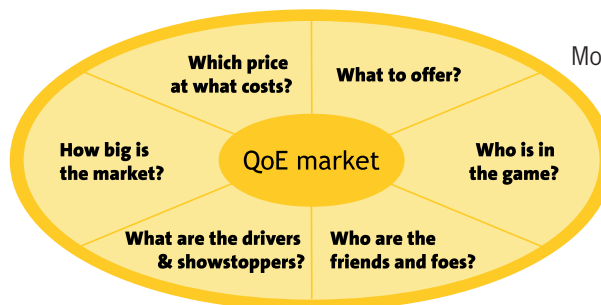 Which price
at what costs?
What to offer?
Mo
How big is
the market?
QoE market
Who is in
the game?
What are the drivers
& showstoppers?
Who are the
friends and foes?